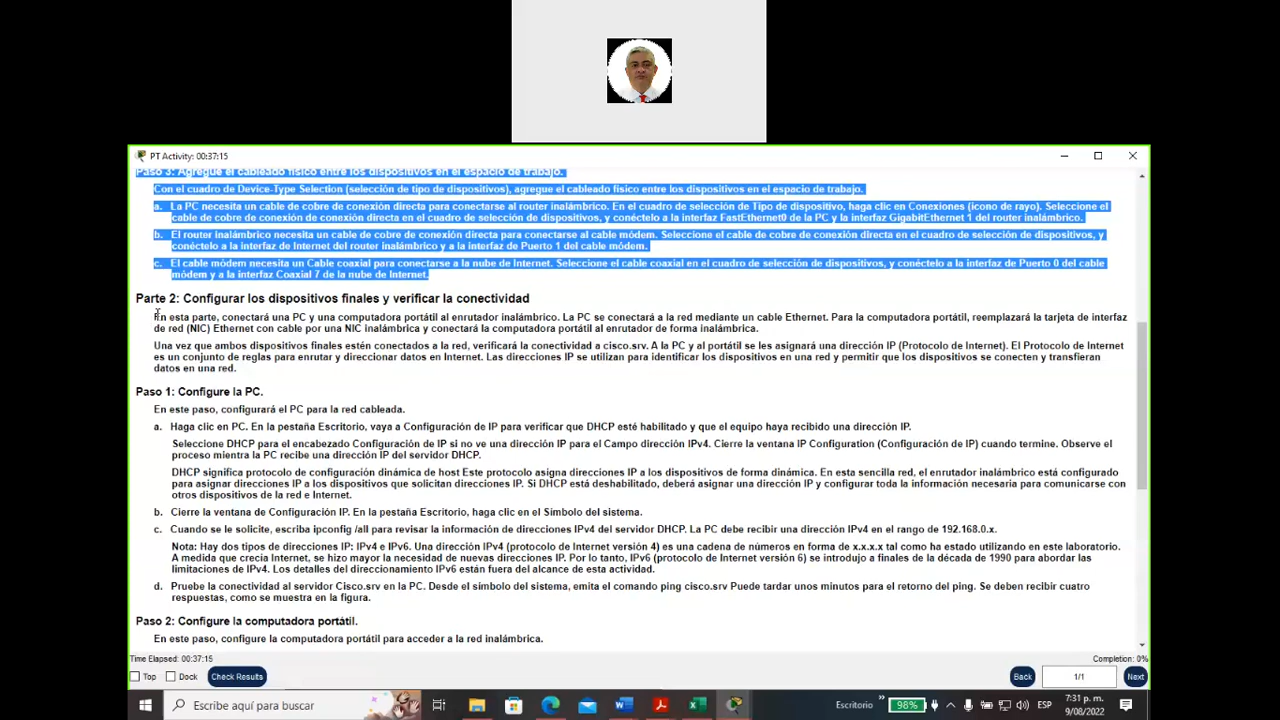 PT Activity: 00:37:15
Paso 3: Agregue el cableado físico entre los dispositivos en el espacio de trabajo.
Con el cuadro de Device-Type Selection (selección de tipo de dispositivos), agregue el cableado físico entre los dispositivos en el espacio de trabajo.
a. La PC necesita un cable de cobre de conexión directa para conectarse al router inalámbrico. En el cuadro de selección de Tipo de dispositivo, haga clic en Conexiones (ícono de rayo). Seleccione el
cable de cobre de conexión de conexión directa en el cuadro de selección de dispositivos, y conéctelo a la interfaz FastEthernet0 de la PC y la interfaz GigabitEthernet 1 del router inalámbrico.
b. El router inalámbrico necesita un cable de cobre de conexión directa para conectarse al cable módem. Seleccione el cable de cobre de conexión directa en el cuadro de selección de dispositivos, y
conéctelo a la interfaz de Internet del router inalámbrico y a la interfaz de Puerto 1 del cable módem.
c. El cable módem necesita un Cable coaxial para conectarse a la nube de Internet. Seleccione el cable coaxial en el cuadro de selección de dispositivos, y conéctelo a la interfaz de Puerto 0 del cable
módem y a la interfaz Coaxial 7 de la nube de Internet.
Parte 2: Configurar los dispositivos finales y verificar la conectividad
En esta parte, conectará una PC y una computadora portátil al enrutador inalámbrico. La PC se conectará a la red mediante un cable Ethernet. Para la computadora portátil, reemplazará la tarjeta de interfaz
de red (NIC) Ethernet con cable por una NIC inalámbrica y conectará la computadora portátil al enrutador de forma inalámbrica.
Una vez que ambos dispositivos finales estén conectados a la red, verificará la conectividad a cisco.srv. A la PC y al portátil se les asignará una dirección IP (Protocolo de Internet). El Protocolo de Internet
es un conjunto de reglas para enrutar y direccionar datos en Internet. Las direcciones IP se utilizan para identificar los dispositivos en una red y permitir que los dispositivos se conecten y transfieran
datos en una red.
Paso 1: Configure la PC.
En este paso, configurará el PC para la red cableada.
a. Haga clic en PC. En la pestaña Escritorio, vaya a Configuración de IP para verificar que DHCP esté habilitado y que el equipo haya recibido una dirección IP.
Seleccione DHCP para el encabezado Configuración de IP si no ve una dirección IP para el Campo dirección IPv4. Cierre la ventana IP Configuration (Configuración de IP) cuando termine. Observe el
proceso mientra la PC recibe una dirección IP del servidor DHCP.
DHCP significa protocolo de configuración dinámica de host Este protocolo asigna direcciones IP a los dispositivos de forma dinámica. En esta sencilla red, el enrutador inalámbrico está configurado
para asignar direcciones IP a los dispositivos que solicitan direcciones IP. Si DHCP está deshabilitado, deberá asignar una dirección IP y configurar toda la información necesaria para comunicarse con
otros dispositivos de la red e Internet.
b. Cierre la ventana de Configuración IP. En la pestaña Escritorio, haga clic en el Símbolo del sistema.
c. Cuando se le solicite, escriba ipconfig /all para revisar la información de direcciones IPv4 del servidor DHCP. La PC debe recibir una dirección IPv4 en el rango de 192.168.0.x.
Nota: Hay dos tipos de direcciones IP: IPv4 e IPv6. Una dirección IPv4 (protocolo de Internet versión 4) es una cadena de números en forma de x.x.x.x tal como ha estado utilizando en este laboratorio.
A medida que crecía Internet, se hizo mayor la necesidad de nuevas direcciones IP. Por lo tanto, IPv6 (protocolo de Internet versión 6) se introdujo a finales de la década de 1990 para abordar las
limitaciones de IPv4. Los detalles del direccionamiento IPv6 están fuera del alcance de esta actividad.
d. Pruebe la conectividad al servidor Cisco.srv en la PC. Desde el símbolo del sistema, emita el comando ping cisco.srv Puede tardar unos minutos para el retorno del ping. Se deben recibir cuatro
respuestas, como se muestra en la figura.
Paso 2: Configure la computadora portátil.
En este paso, configure la computadora portátil para acceder a la red inalámbrica.
Time Elapsed: 00:37:15
Completion: 0%
Top
Dock
Check Results
Back
1/1
Next
Escribe aquí para buscar
Escritorio
98%
ESP
7:31 p. m.
9/08/2022